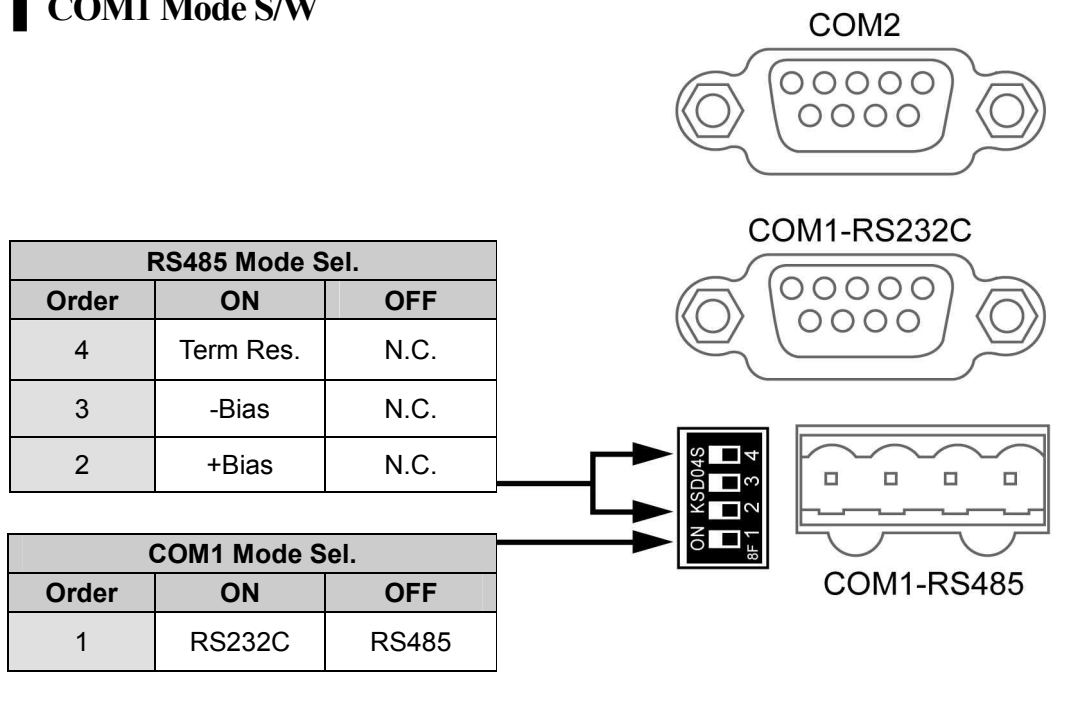 COM1 Mode S/W
COM2
COM1-RS232C
RS485 Mode Sel.
Order ON OFF
4 Term Res. N.C.
3 -Bias N.C.
2 +Bias N.C.
COM1 Mode Sel.
Order ON OFF
1 RS232C RS485
ON KSD04S
8F 1 2 3 4
COM1-RS485